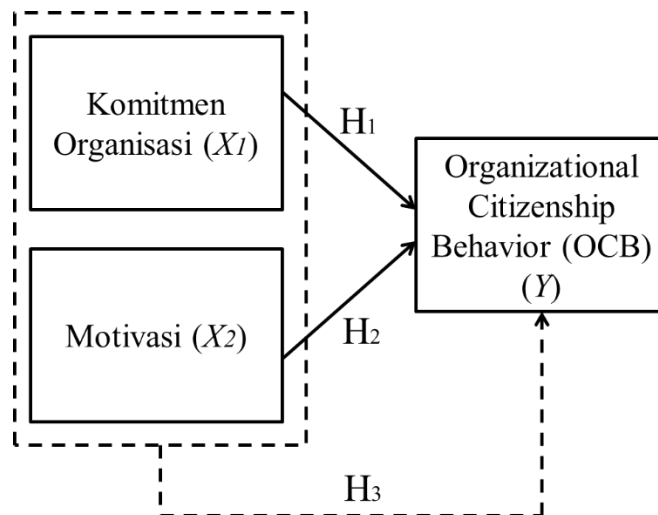 Komitmen
Organisasi (X1)
H1
Organizational
Citizenship
Behavior (OCB)
(Y)
Motivasi (X2)
H2
H3